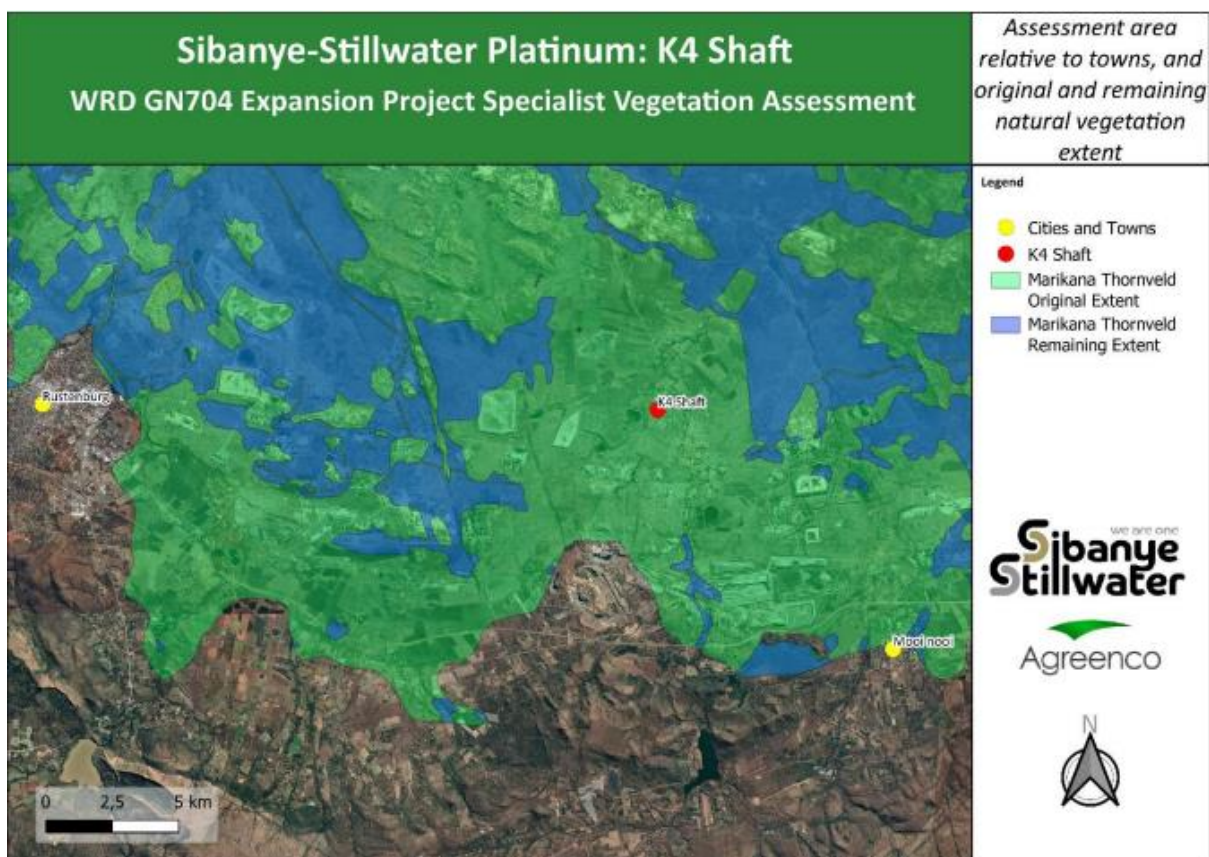 Sibanye-Stillwater Platinum: K4 Shaft
WRD GN704 Expansion Project Specialist Vegetation Assessment
Assessment area
relative to towns, and
original and remaining
natural vegetation
extent
Legend
Cities and Towns
K4 Shaft
Marikana Thornveld
Original Extent
Marikana Thornveld
Remaining Extent
Rustenburg
K4 Shaft
Mooi nooi
we are one
Sibanye
Stillwater
Agreenco
N
0 2,5 5 km